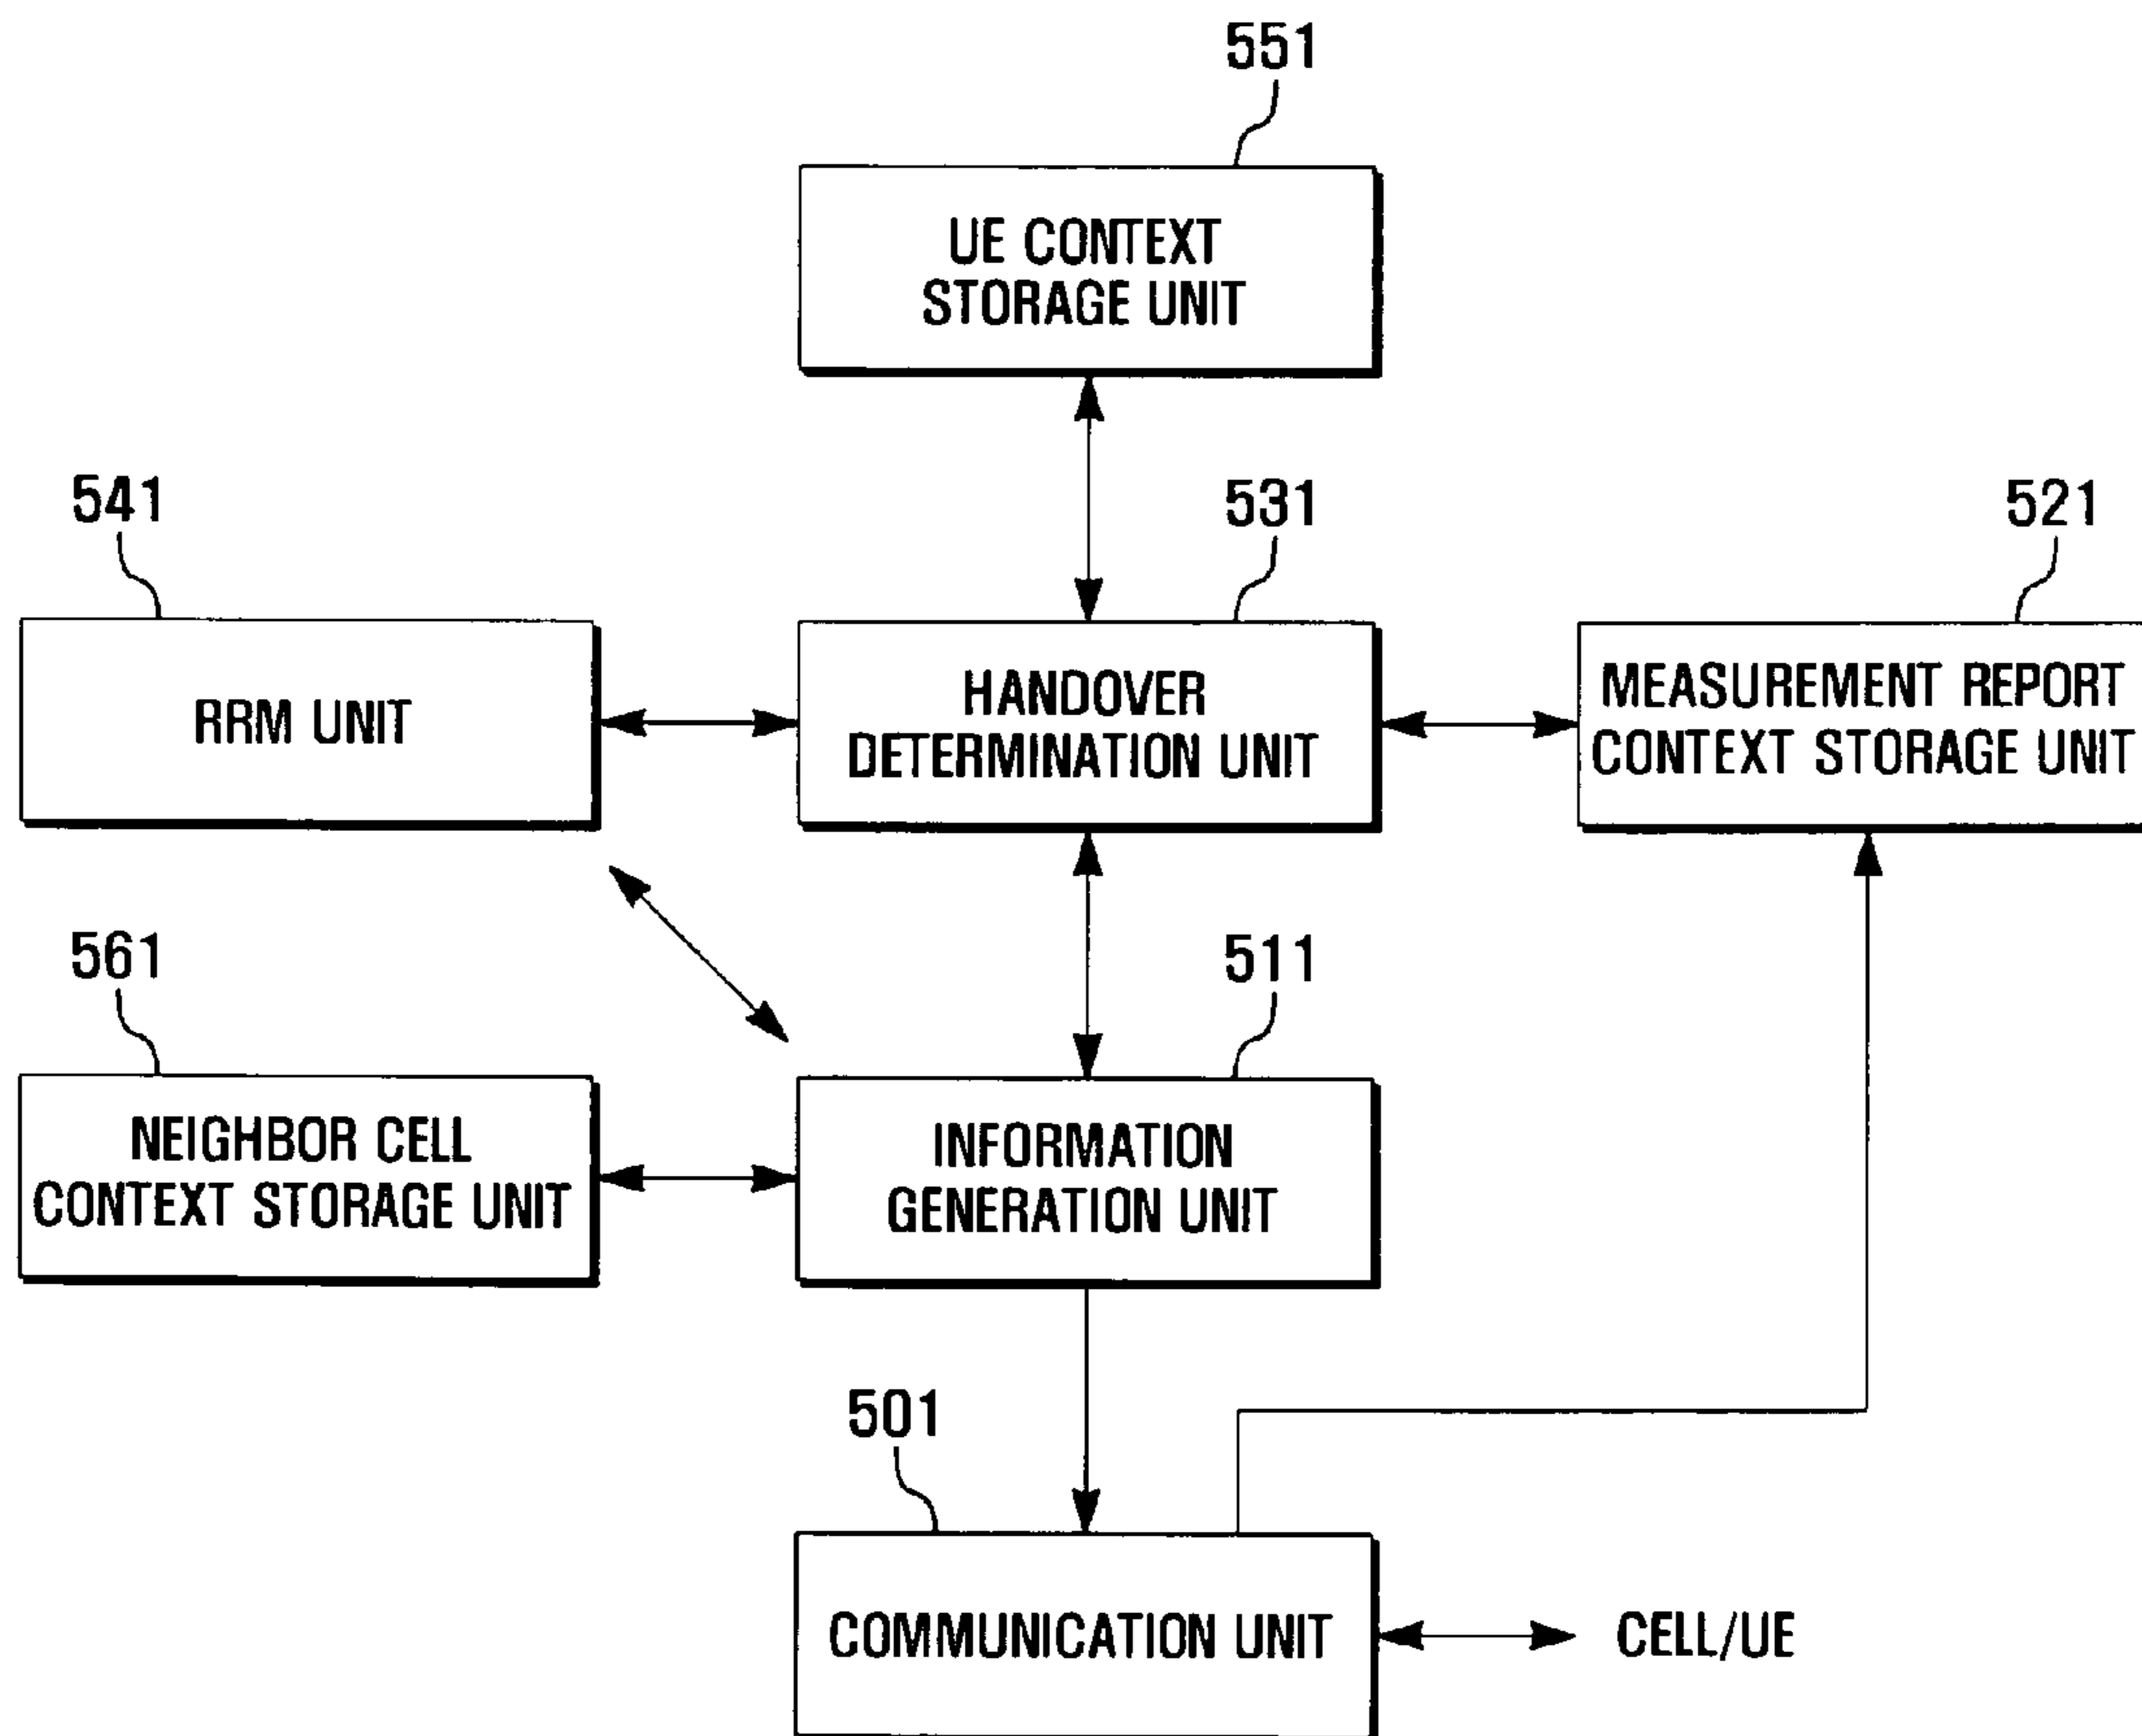 551
UE CONTEXT
STORAGE UNIT
541
531
521
RRM UNIT
HANDOVER
DETERMINATION UNIT
MEASUREMENT REPORT
CONTEXT STORAGE UNIT
561
511
NEIGHBOR CELL
CONTEXT STORAGE UNIT
INFORMATION
GENERATION UNIT
501
COMMUNICATION UNIT
CELL/UE